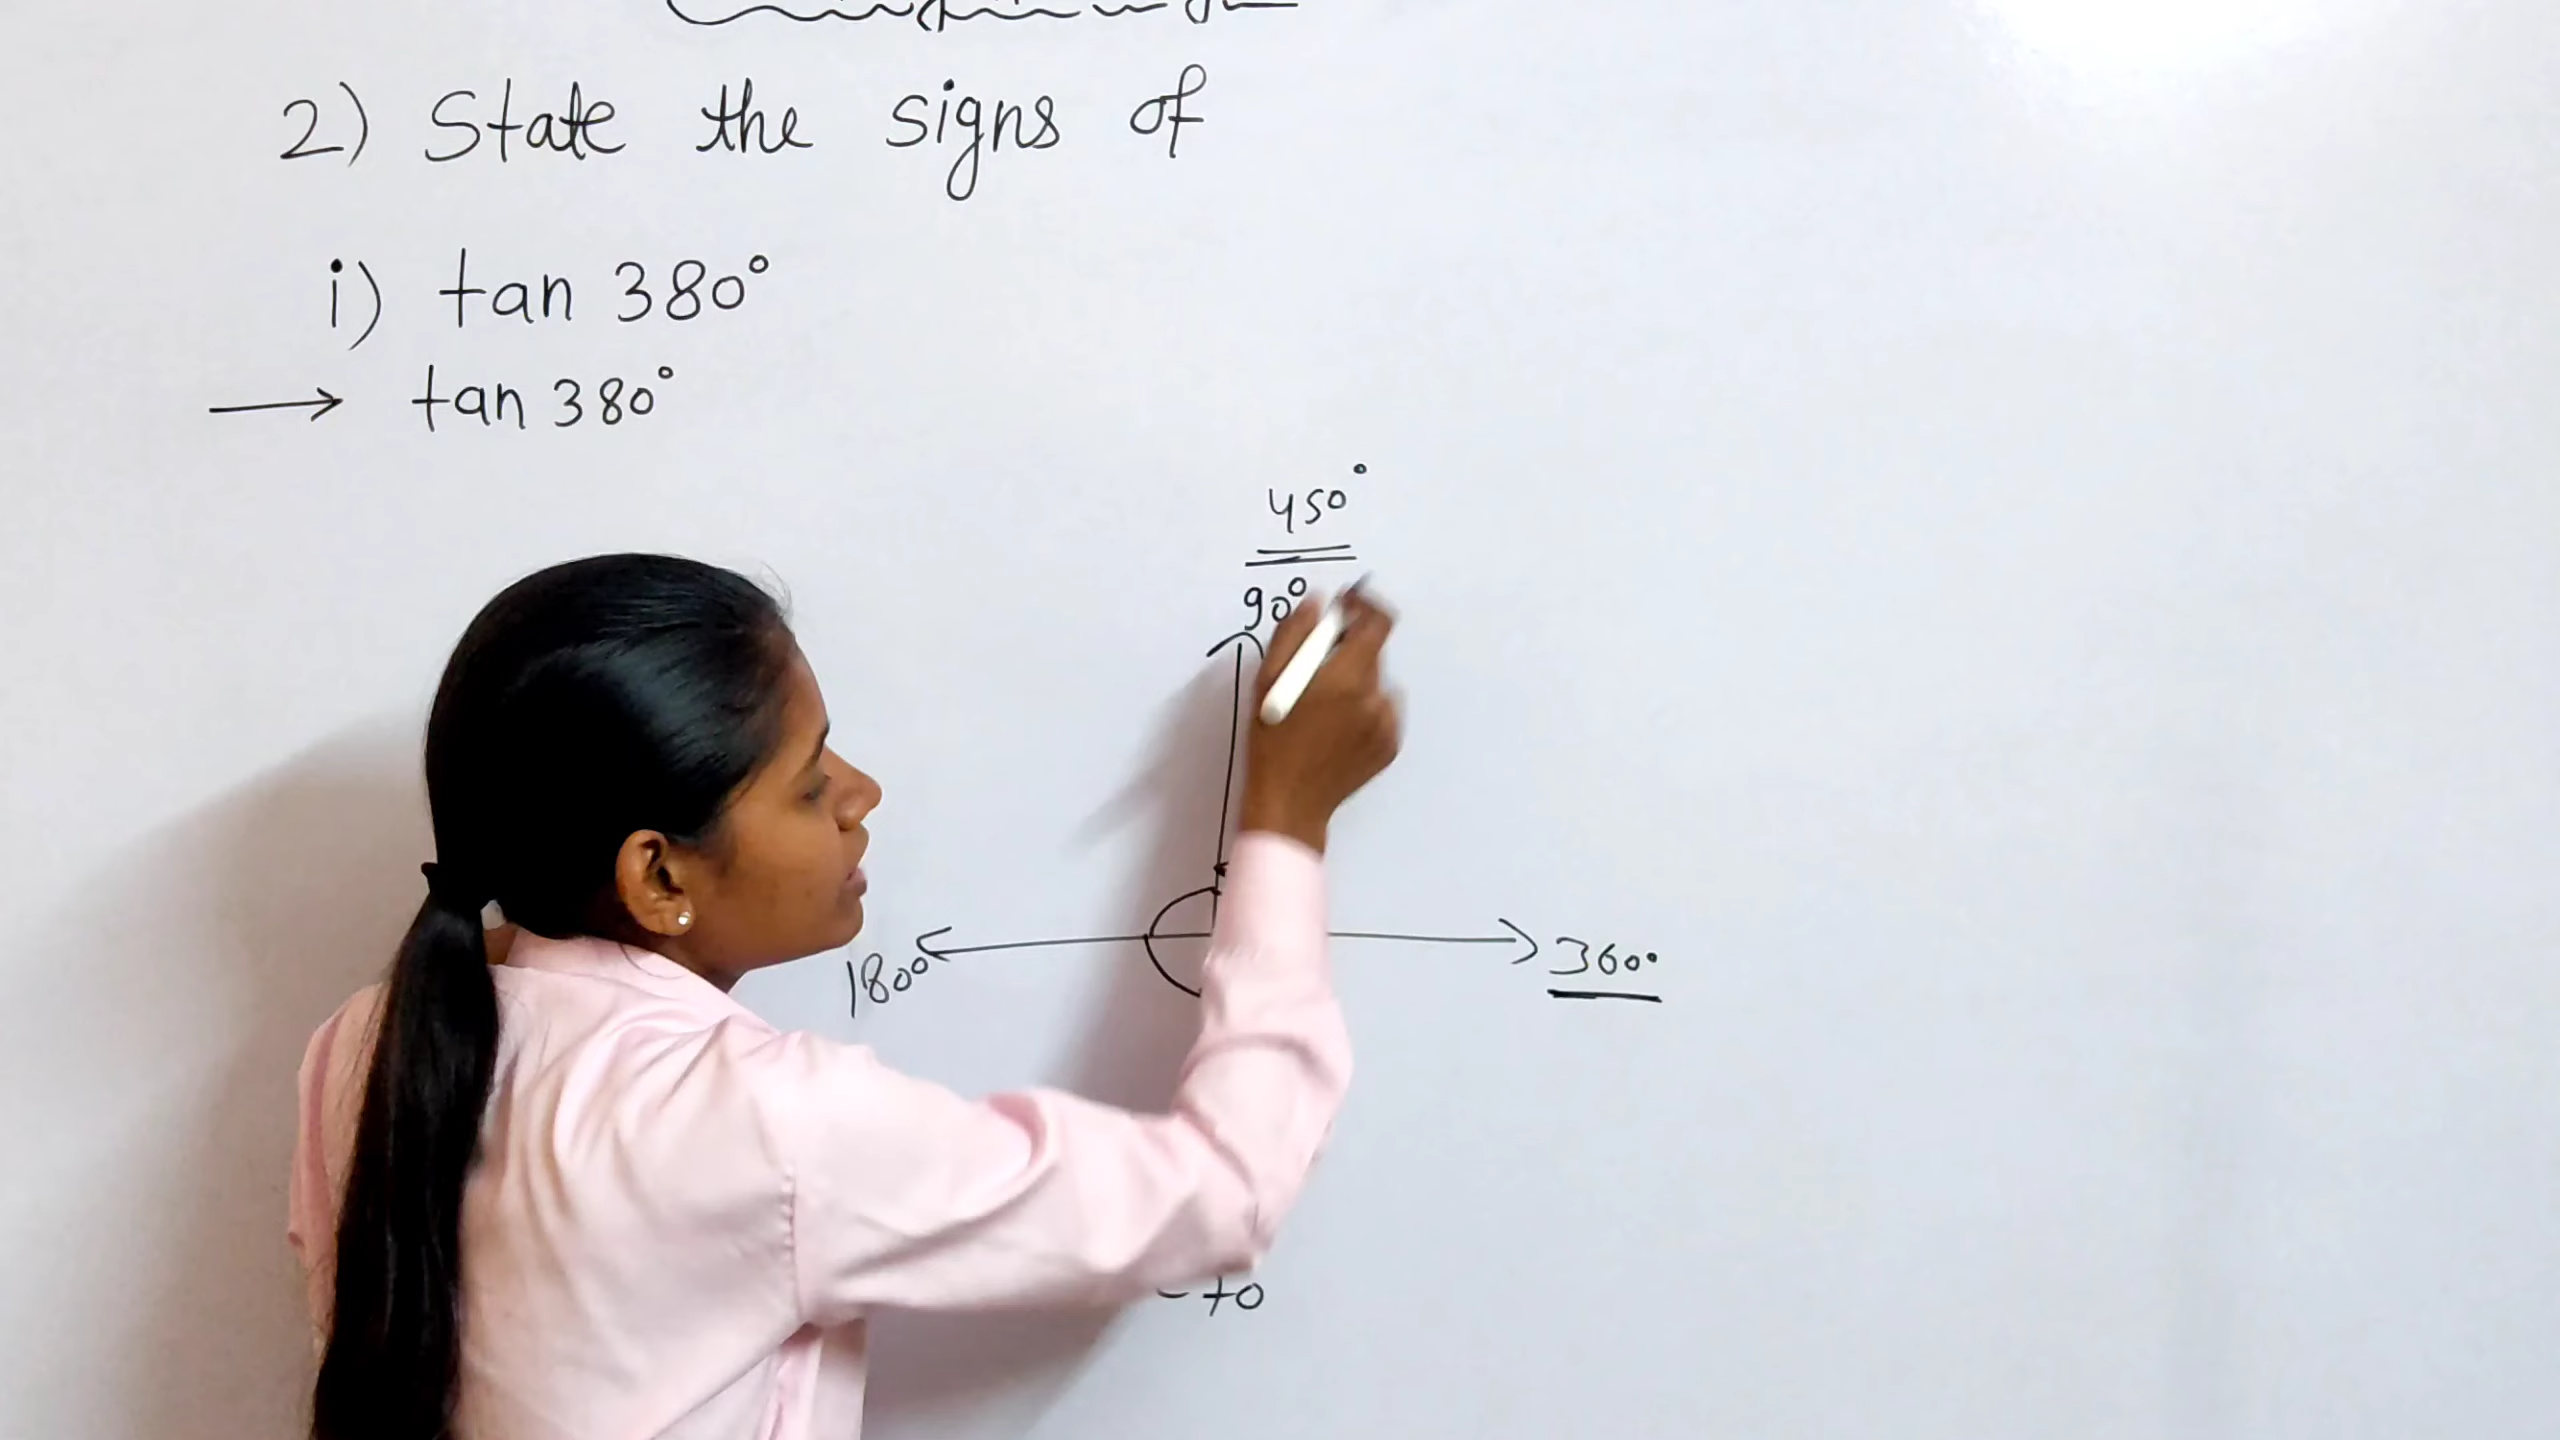 2) State the signs of
i) tan 380°
→ tan 380°
450°
90°
180°
360°